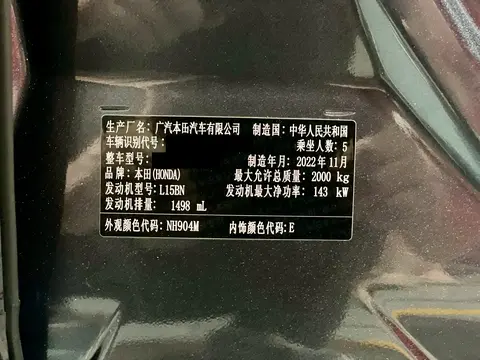 生产厂名: 广汽本田汽车有限公司 制造国: 中华人民共和国
车辆识别代号: 乘坐人数: 5
整车型号: 制造年月: 2022年11月
品牌: 本田(HONDA) 最大允许总质量: 2000 kg
发动机型号: L15BN 发动机最大净功率: 143 kW
发动机排量: 1498 mL
外观颜色代码: NH904M 内饰颜色代码: E